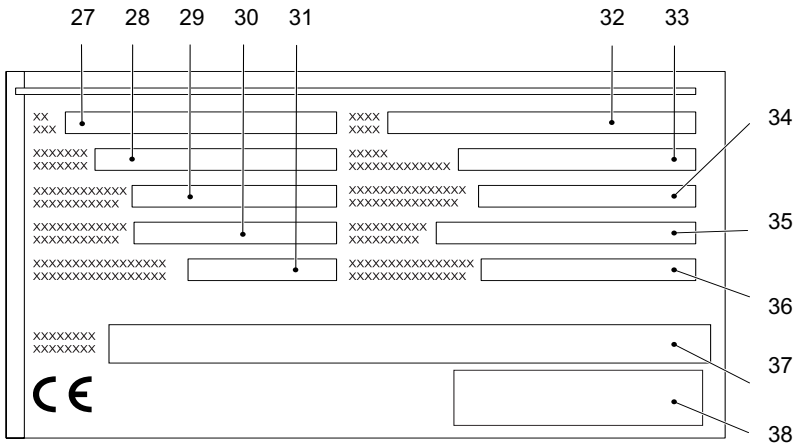 27 28 29 30 31 32 33
XX XXXX
XXX XXXX
34
XXXXXXX XXXXX
XXXXXXX XXXXXXXXXXXXX
XXXXXXXXXXXX XXXXXXXXXXXXXXX
XXXXXXXXXXX XXXXXXXXXXXXXX
35
XXXXXXXXXXXX XXXXXXXXXX
XXXXXXXXXXX XXXXXXXXX
XXXXXXXXXXXXXXXXX XXXXXXXXXXXXXXXX
XXXXXXXXXXXXXXXX XXXXXXXXXXXXXXX
36
XXXXXXXX
XXXXXXXX
37
CE
38